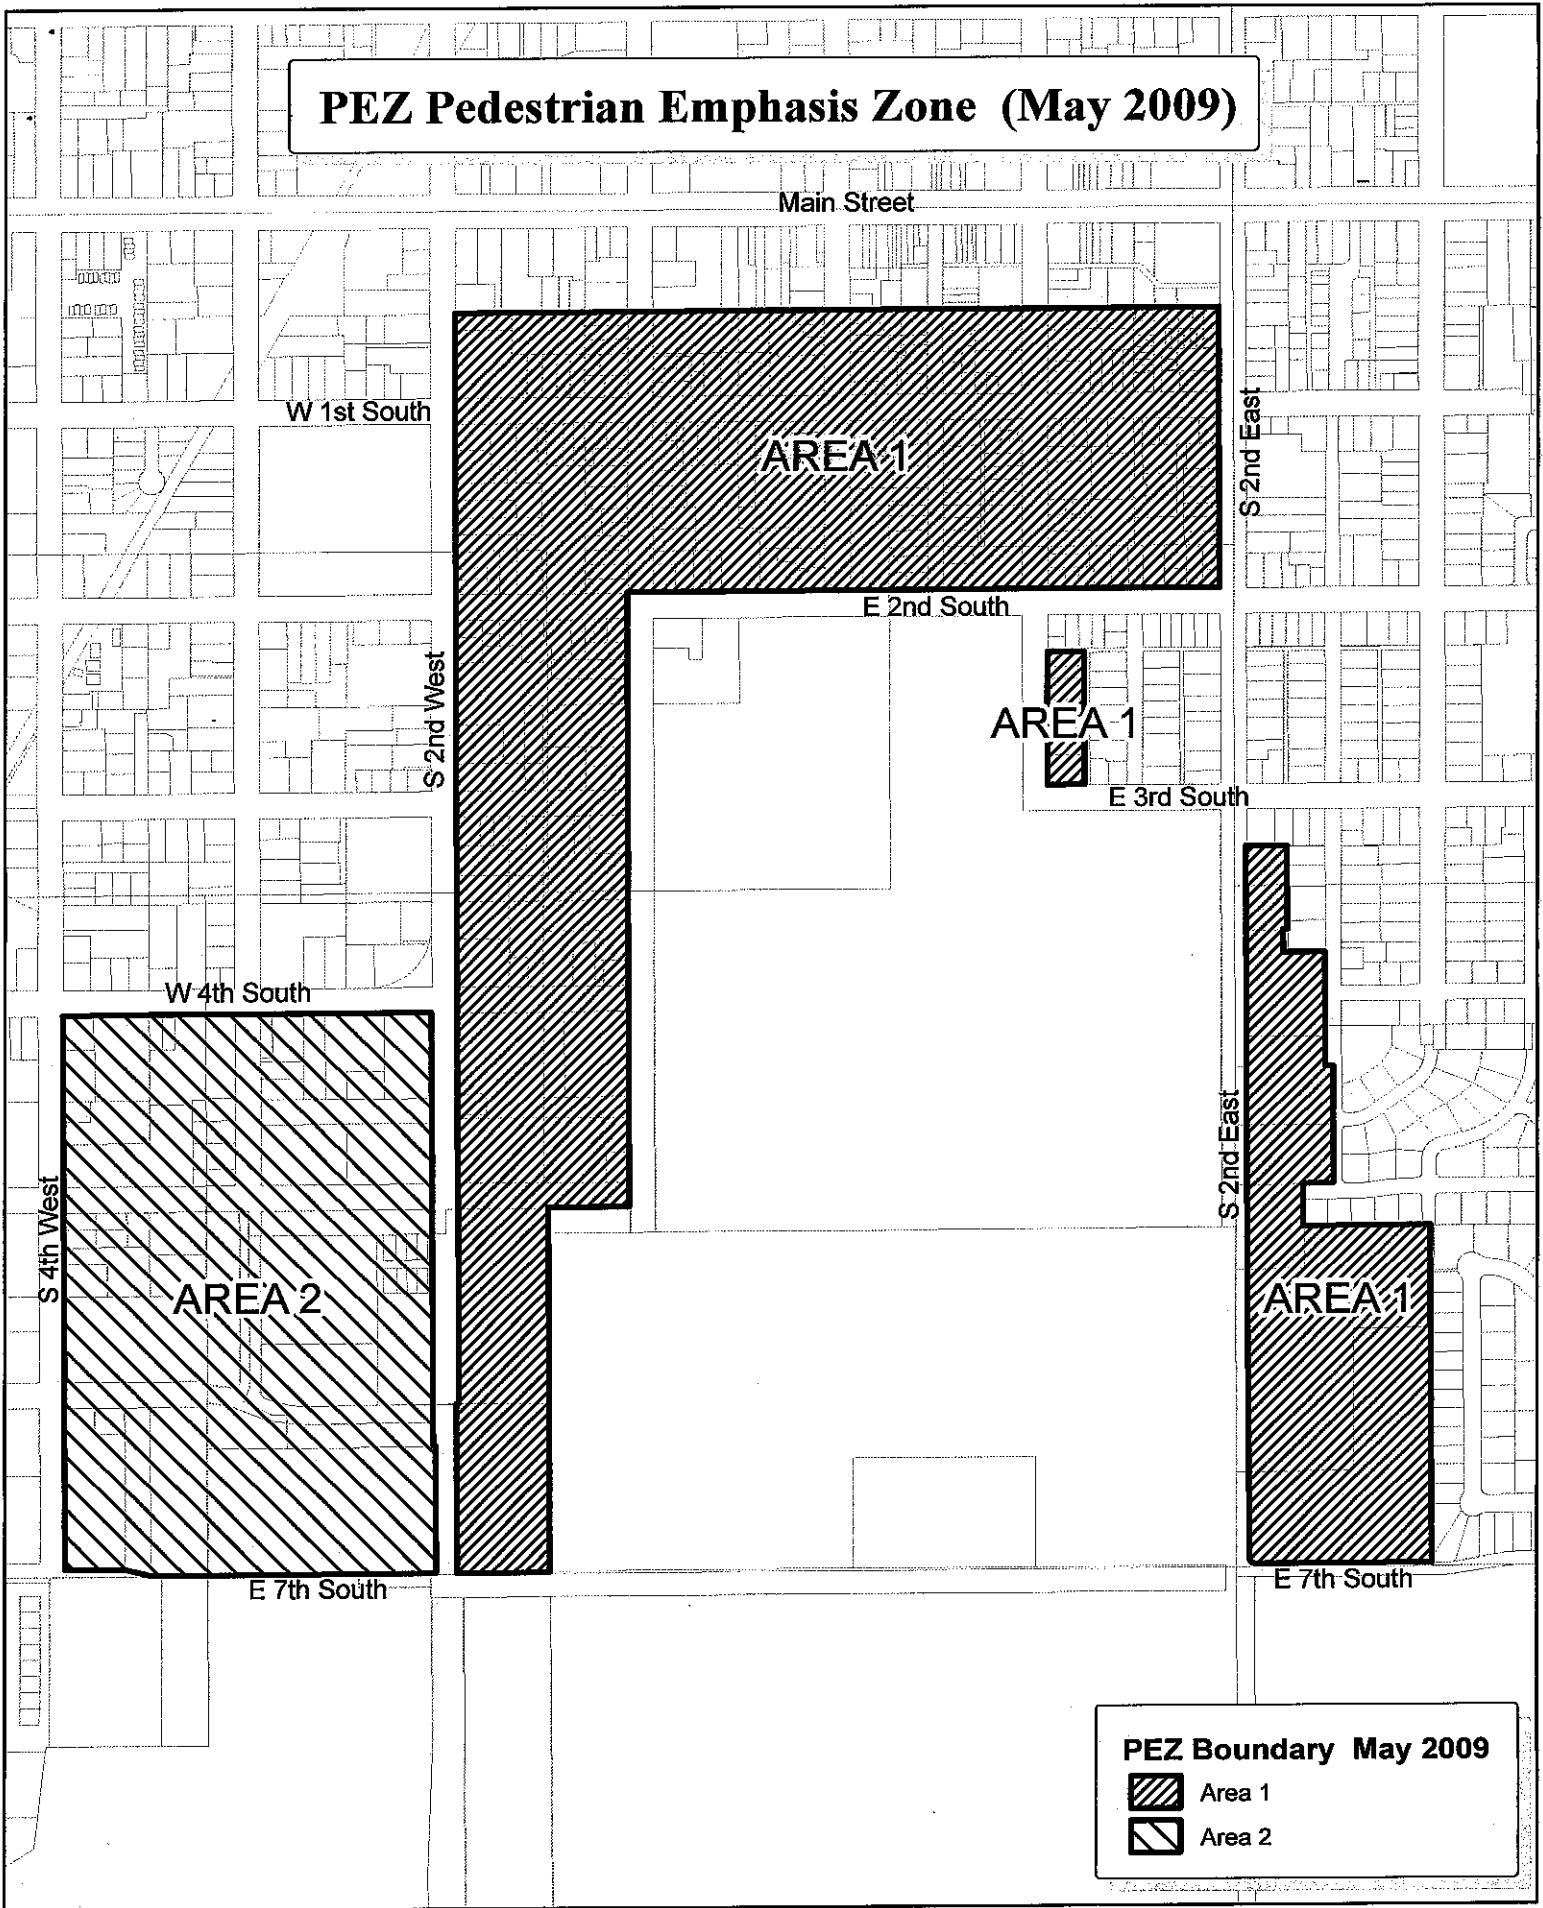 PEZ Pedestrian Emphasis Zone (May 2009)
Main Street
W 1st South
AREA 1
S 2nd East
E 2nd South
S 2nd West
AREA 1
E 3rd South
W 4th South
S 2nd East
S 4th West
AREA 2
AREA 1
E 7th South
E 7th South
PEZ Boundary May 2009
Area 1
Area 2